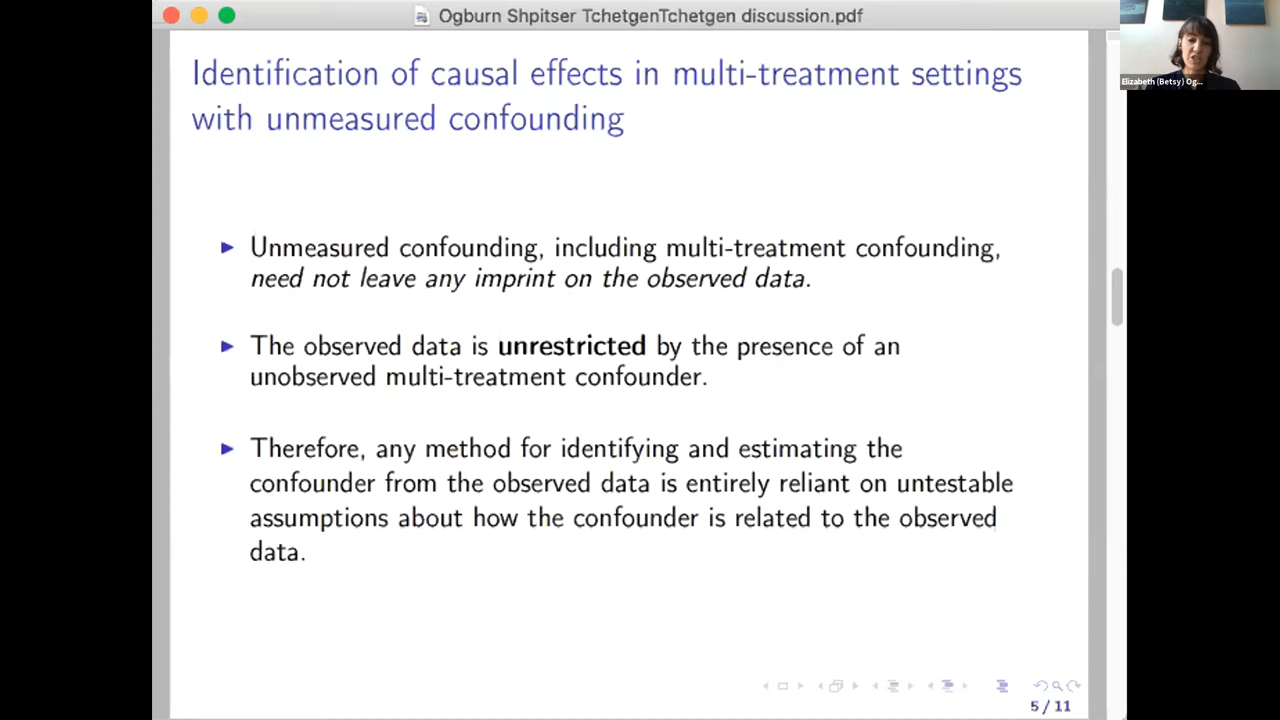 Ogburn Shpitser TchetgenTchetgen discussion.pdf
Elizabeth (Betsy) Og...
Identification of causal effects in multi-treatment settings
with unmeasured confounding
Unmeasured confounding, including multi-treatment confounding,
need not leave any imprint on the observed data.
The observed data is unrestricted by the presence of an
unobserved multi-treatment confounder.
Therefore, any method for identifying and estimating the
confounder from the observed data is entirely reliant on untestable
assumptions about how the confounder is related to the observed
data.
5 / 11